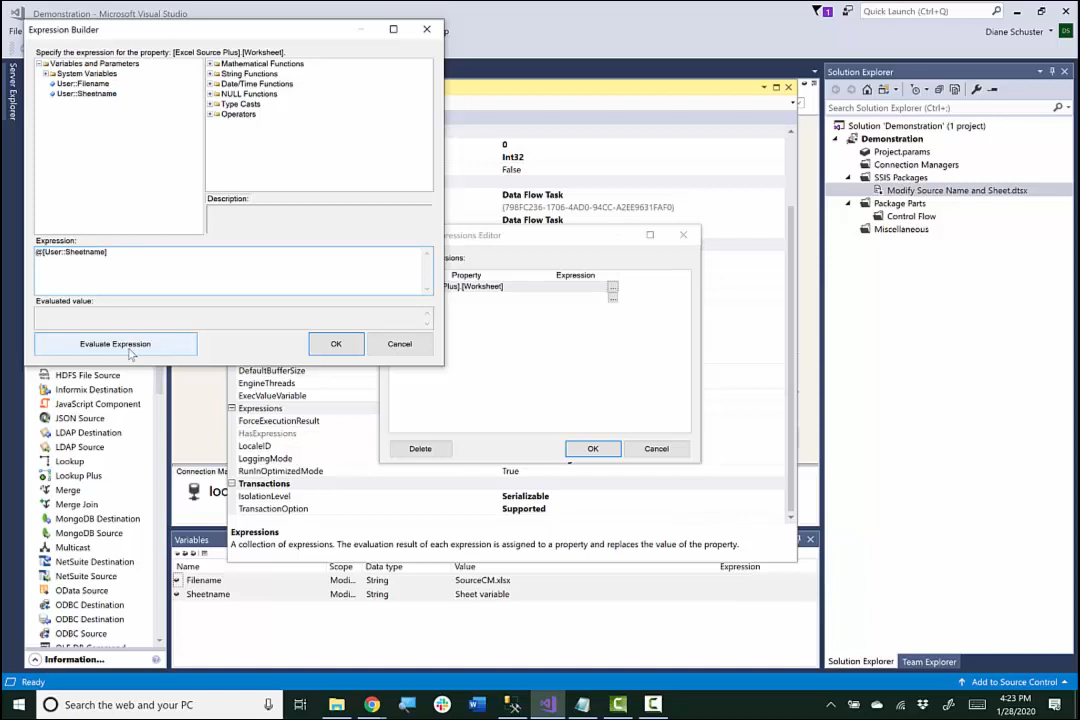 Demonstration - Microsoft Visual Studio
1
Quick Launch (Ctrl+Q)
Diane Schuster
DS
Expression Builder
Specify the expression for the property: [Excel Source Plus].[Worksheet].
Variables and Parameters
System Variables
User::Filename
User::Sheetname
Mathematical Functions
String Functions
Date/Time Functions
NULL Functions
Type Casts
Operators
Description:
Expression:
@[User::Sheetname]
Evaluated value:
Evaluate Expression
OK
Cancel
Server Explorer
0
Int32
False
Data Flow Task
{798FC236-1706-4AD0-94CC-A2EE9631FAF0}
Data Flow Task
Property
Expression
...
...
Delete
OK
Cancel
HDFS File Source
Informix Destination
JavaScript Component
JSON Source
LDAP Destination
LDAP Source
Lookup
Lookup Plus
Merge
Merge Join
MongoDB Destination
MongoDB Source
Multicast
NetSuite Destination
NetSuite Source
OData Source
ODBC Destination
ODBC Destination
ODBC Source
Information...
DefaultBufferSize
EngineThreads
ExecValueVariable
Expressions
ForceExecutionResult
HasExpressions
LocaleID
LoggingMode
RunInOptimizedMode
True
Transactions
IsolationLevel
Serializable
TransactionOption
Supported
Expressions
A collection of expressions. The evaluation result of each expression is assigned to a property and replaces the value of the property.
Variables
Name Scope Data type Value Expression
Filename Modi... String SourceCM.xlsx
Sheetname Modi... String Sheet variable
Solution Explorer
Search Solution Explorer (Ctrl+;)
Solution 'Demonstration' (1 project)
Demonstration
Project.params
Connection Managers
SSIS Packages
Modify Source Name and Sheet.dtsx
Package Parts
Control Flow
Miscellaneous
Solution Explorer
Team Explorer
Ready
Add to Source Control
Search the web and your PC
4:23 PM
1/28/2020